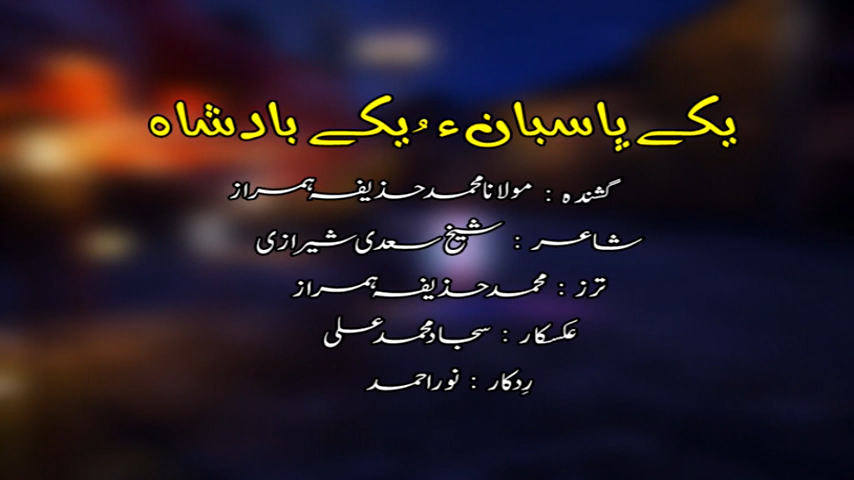 یکے پاسبانء ُیکے بادشاہ
گشندہ : مولانا محمد حذیفہ ہمراز
شاعر : شیخ سعدی شیرازی
ترز : محمد حذیفہ ہمراز
عکسکار : سجاد محمد علی
رِدکار : نور احمد